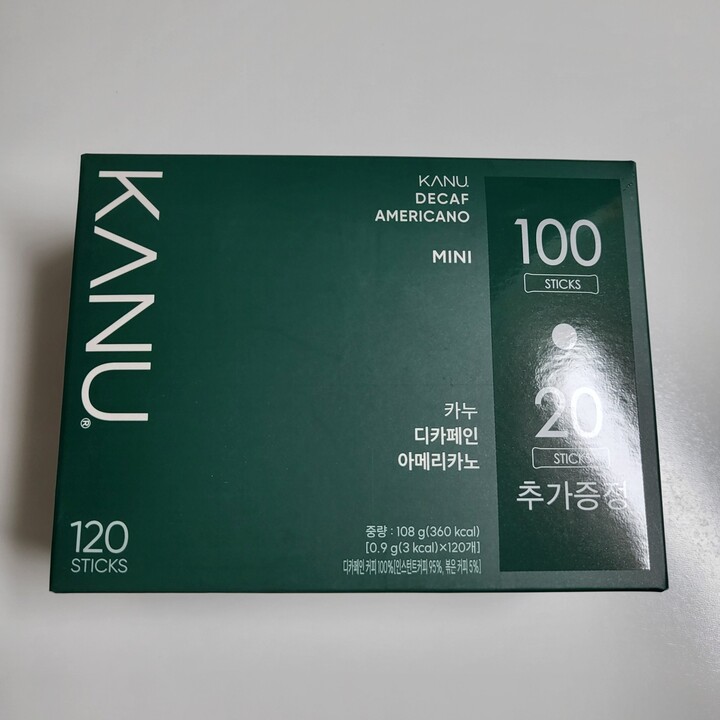 KANU®
KANU.
DECAF
AMERICANO
MINI
카누
디카페인
아메리카노
중량 : 108 g(360 kcal)
[0.9 g(3 kcal)×120개]
디카페인 커피 100%[인스턴트커피 95%, 볶은 커피 5%]
120
STICKS
100
STICKS
20
STICKS
추가증정